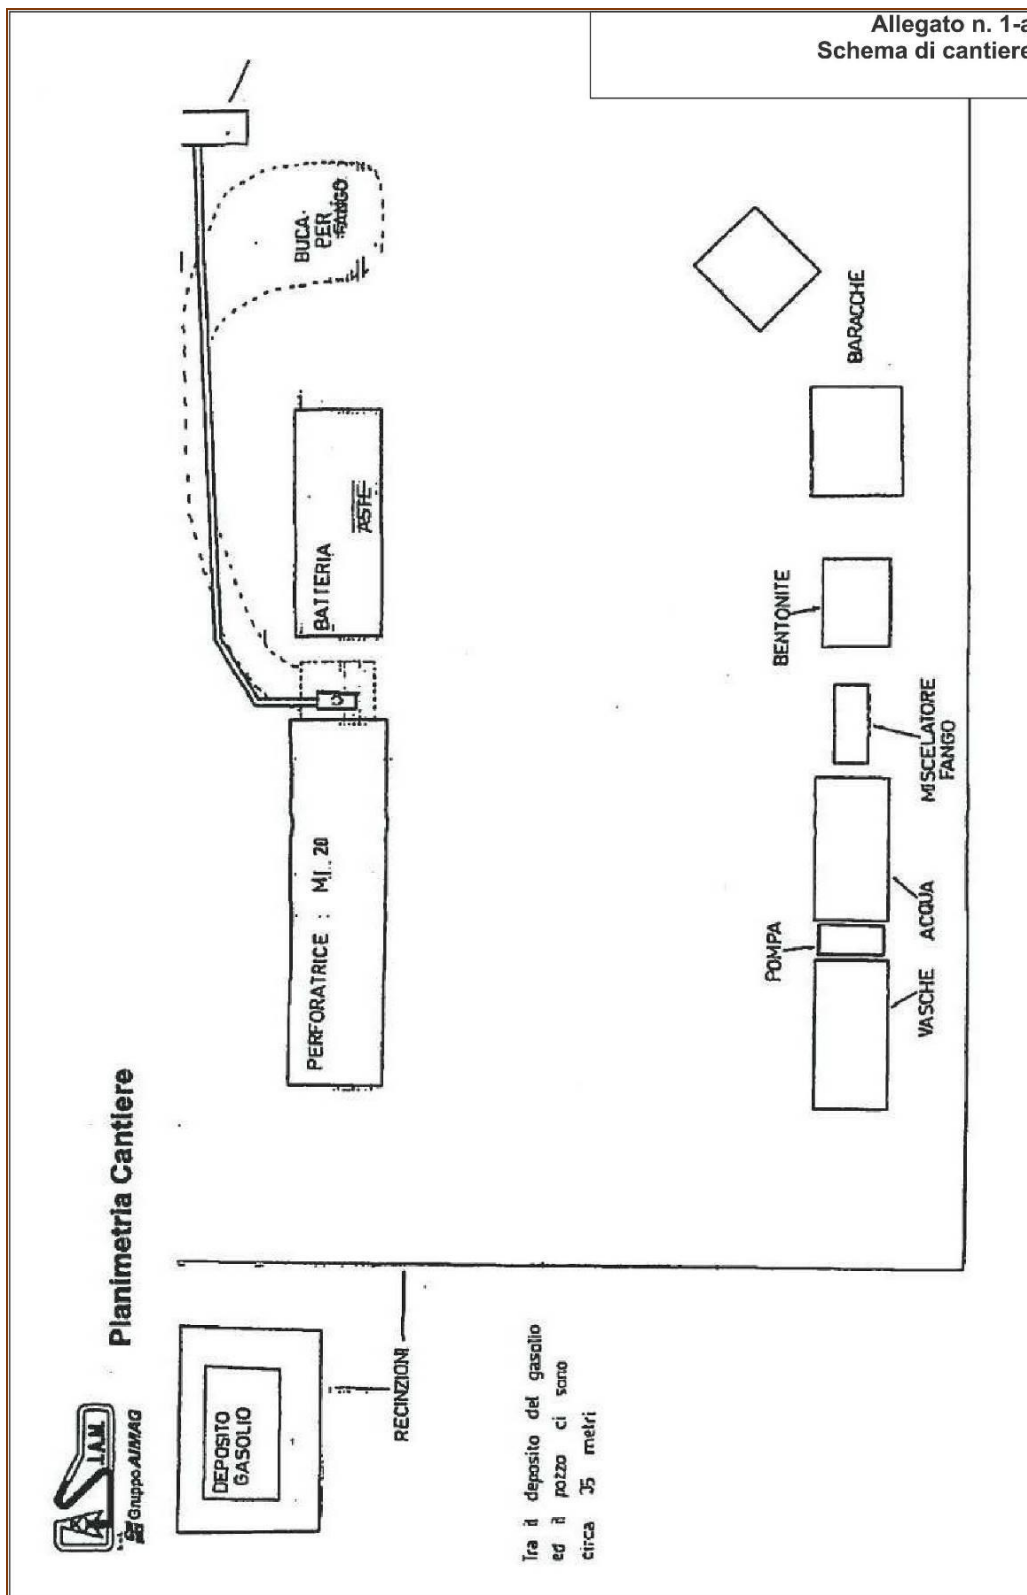 Allegato n. 1-a
Schema di cantiere
Planimetria Cantiere
I.A.M.
s.r.l.
Gruppo AIMAG
DEPOSITO
GASOLIO
RECINZIONI
Tra il deposito del gasolio
ed il pozzo ci sono
circa 35 metri
PERFORATRICE : MI. 20
BATTERIA
ASTE
BUCA
PER
FANGO
VASCHE
POMPA
ACQUA
MISCELATORE
FANGO
BENTONITE
BARACCHE